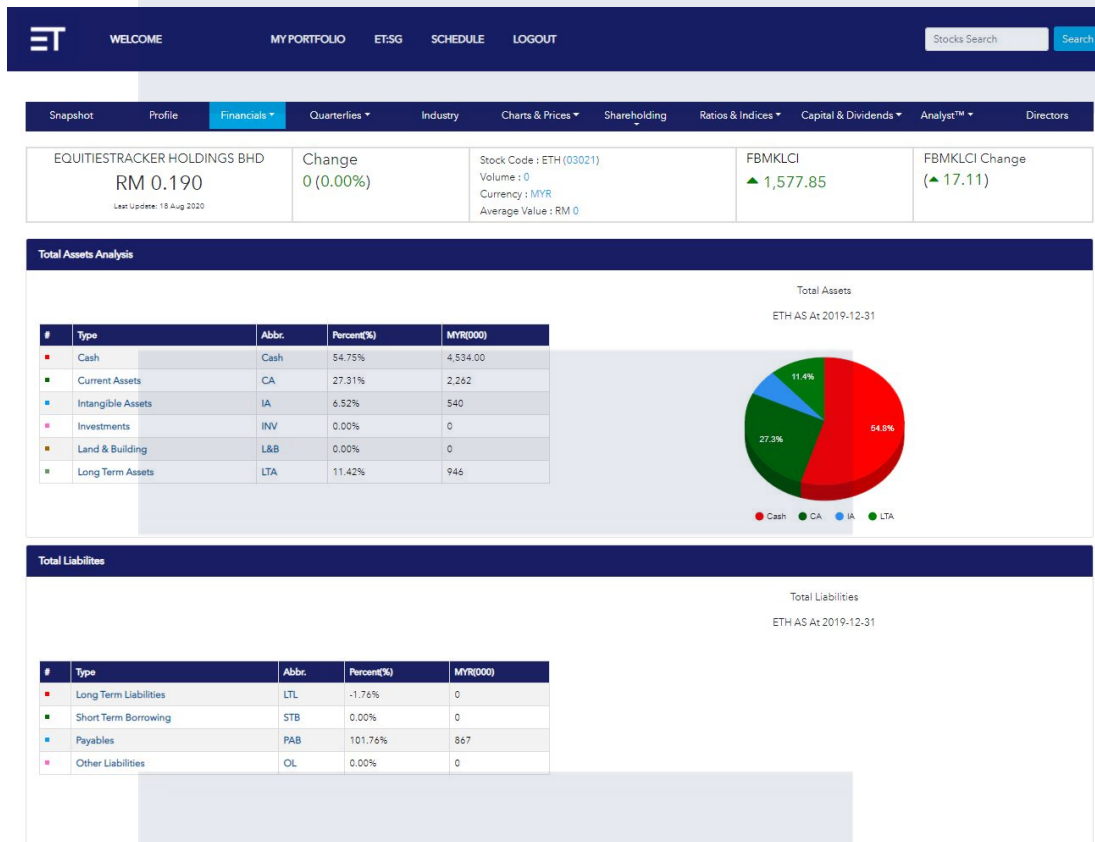 ET WELCOME MY PORTFOLIO ET:SG SCHEDULE LOGOUT Stocks Search Search
Snapshot Profile Financials Quarterlies Industry Charts & Prices Shareholding Ratios & Indices Capital & Dividends Analyst™ Directors
EQUITIESTRACKER HOLDINGS BHD
RM 0.190
Last Update: 18 Aug 2020
Change
0 (0.00%)
Stock Code : ETH (03021)
Volume : 0
Currency : MYR
Average Value : RM 0
FBMKLCI
▲ 1,577.85
FBMKLCI Change
(▲ 17.11)
Total Assets Analysis
# Type Abbr. Percent(%) MYR(000)
Cash Cash 54.75% 4,534.00
Current Assets CA 27.31% 2,262
Intangible Assets IA 6.52% 540
Investments INV 0.00% 0
Land & Building L&B 0.00% 0
Long Term Assets LTA 11.42% 946
Total Assets
ETH AS At 2019-12-31
11.4%
54.8%
27.3%
Cash CA IA LTA
Total Liabilites
Total Liabilities
ETH AS At 2019-12-31
# Type Abbr. Percent(%) MYR(000)
Long Term Liabilities LTL -1.76% 0
Short Term Borrowing STB 0.00% 0
Payables PAB 101.76% 867
Other Liabilities OL 0.00% 0